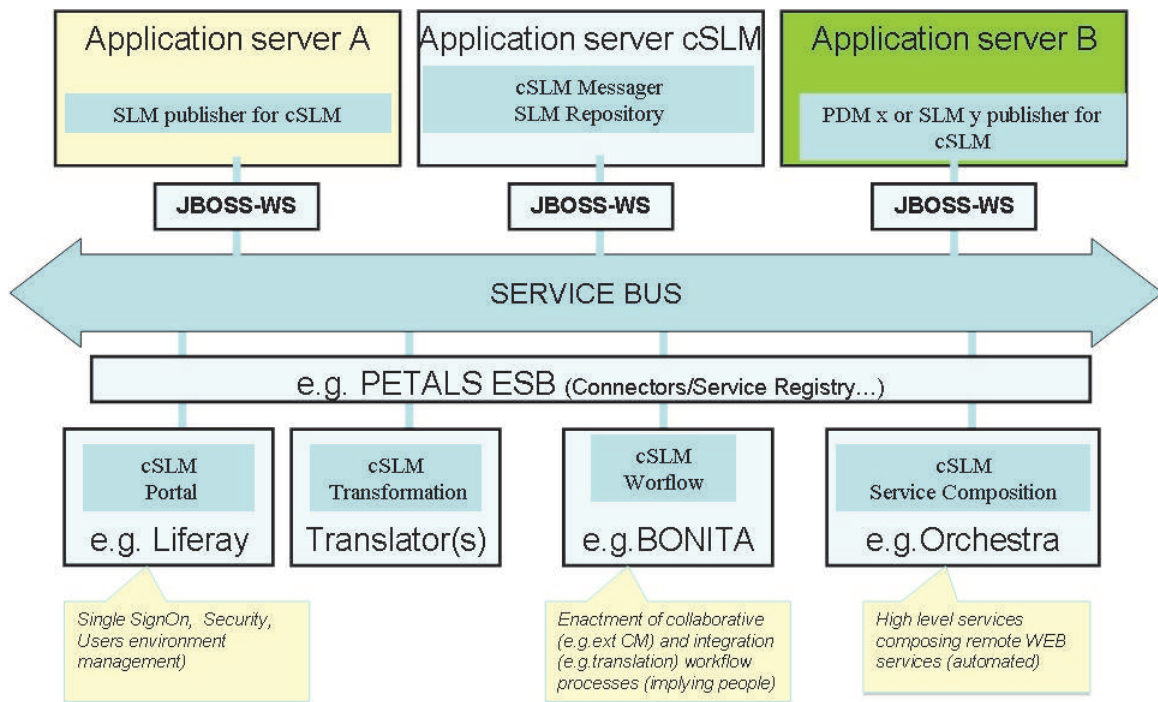 Application server A
SLM publisher for cSLM
Application server cSLM
cSLM Messager
SLM Repository
Application server B
PDM x or SLM y publisher for
cSLM
JBOSS-WS
JBOSS-WS
JBOSS-WS
SERVICE BUS
e.g. PETALS ESB (Connectors/Service Registry...)
cSLM
Portal
e.g. Liferay
cSLM
Transformation
Translator(s)
cSLM
Worflow
e.g.BONITA
cSLM
Service Composition
e.g.Orchestra
Single SignOn, Security,
Users environment
management)
Enactment of collaborative
(e.g.ext CM) and integration
(e.g.translation) workflow
processes (implying people)
High level services
composing remote WEB
services (automated)